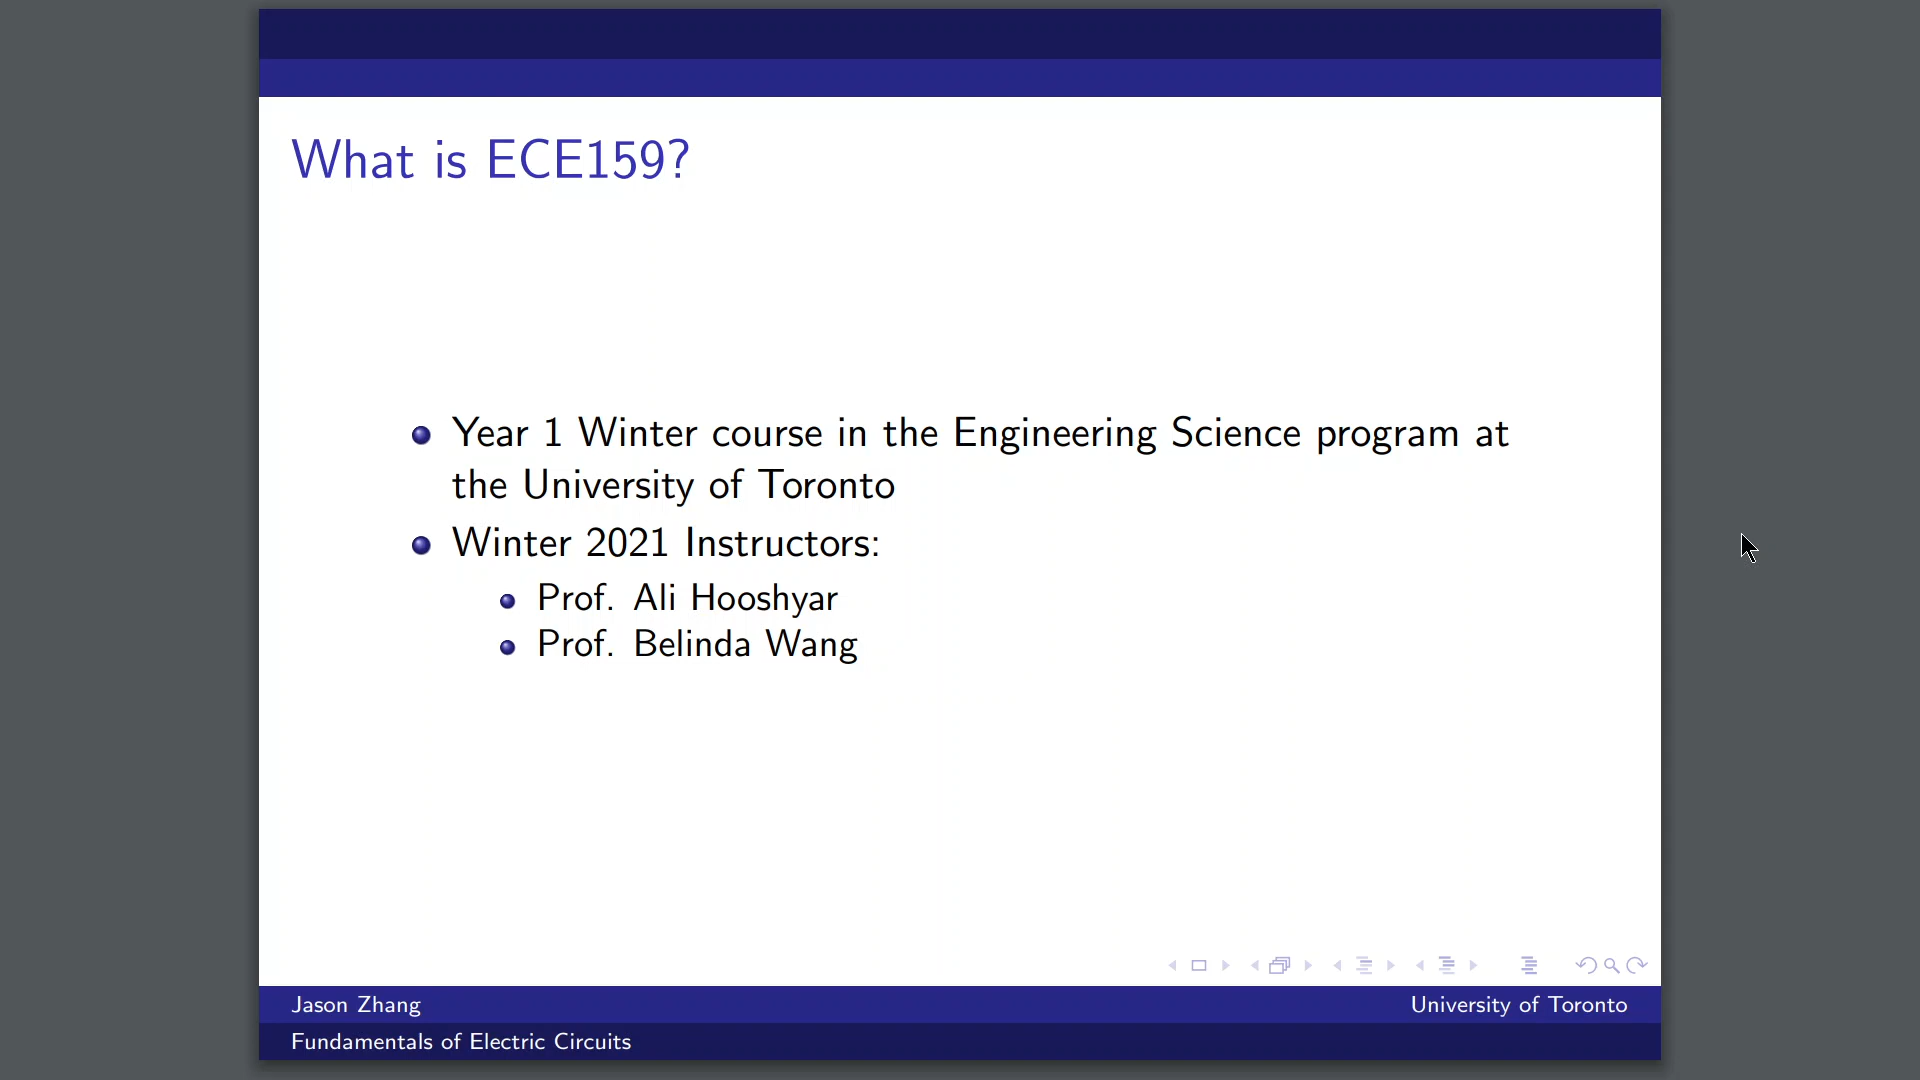 What is ECE159?
Year 1 Winter course in the Engineering Science program at
the University of Toronto
Winter 2021 Instructors:
Prof. Ali Hooshyar
Prof. Belinda Wang
Jason Zhang
University of Toronto
Fundamentals of Electric Circuits